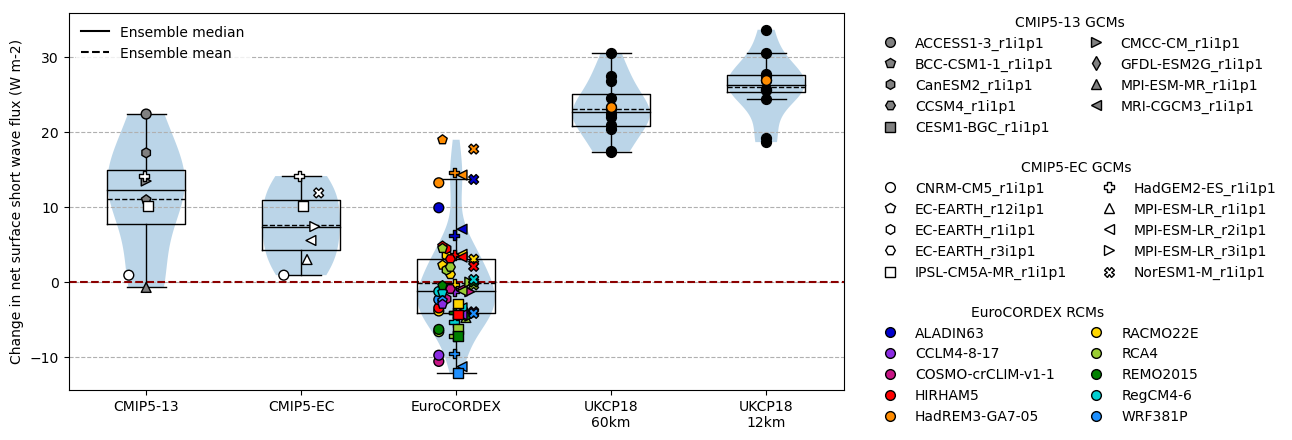 Change in net surface short wave flux (W m-2)
Ensemble median
Ensemble mean
30
20
10
0
−10
CMIP5-13
CMIP5-EC
EuroCORDEX
UKCP18
60km
UKCP18
12km
CMIP5-13 GCMs
ACCESS1-3_r1i1p1
BCC-CSM1-1_r1i1p1
CanESM2_r1i1p1
CCSM4_r1i1p1
CESM1-BGC_r1i1p1
CMCC-CM_r1i1p1
GFDL-ESM2G_r1i1p1
MPI-ESM-MR_r1i1p1
MRI-CGCM3_r1i1p1
CMIP5-EC GCMs
CNRM-CM5_r1i1p1
EC-EARTH_r12i1p1
EC-EARTH_r1i1p1
EC-EARTH_r3i1p1
IPSL-CM5A-MR_r1i1p1
HadGEM2-ES_r1i1p1
MPI-ESM-LR_r1i1p1
MPI-ESM-LR_r2i1p1
MPI-ESM-LR_r3i1p1
NorESM1-M_r1i1p1
EuroCORDEX RCMs
ALADIN63
CCLM4-8-17
COSMO-crCLIM-v1-1
HIRHAM5
HadREM3-GA7-05
RACMO22E
RCA4
REMO2015
RegCM4-6
WRF381P